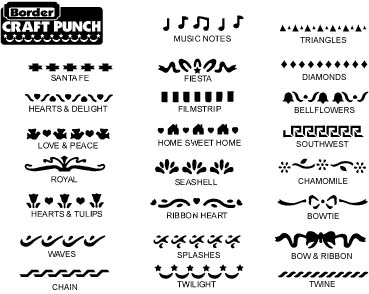 Border
CRAFT PUNCH
MUSIC NOTES
TRIANGLES
SANTA FE
FIESTA
DIAMONDS
HEARTS & DELIGHT
FILMSTRIP
BELLFLOWERS
LOVE & PEACE
HOME SWEET HOME
SOUTHWEST
ROYAL
SEASHELL
CHAMOMILE
HEARTS & TULIPS
RIBBON HEART
BOWTIE
WAVES
SPLASHES
BOW & RIBBON
CHAIN
TWILIGHT
TWINE